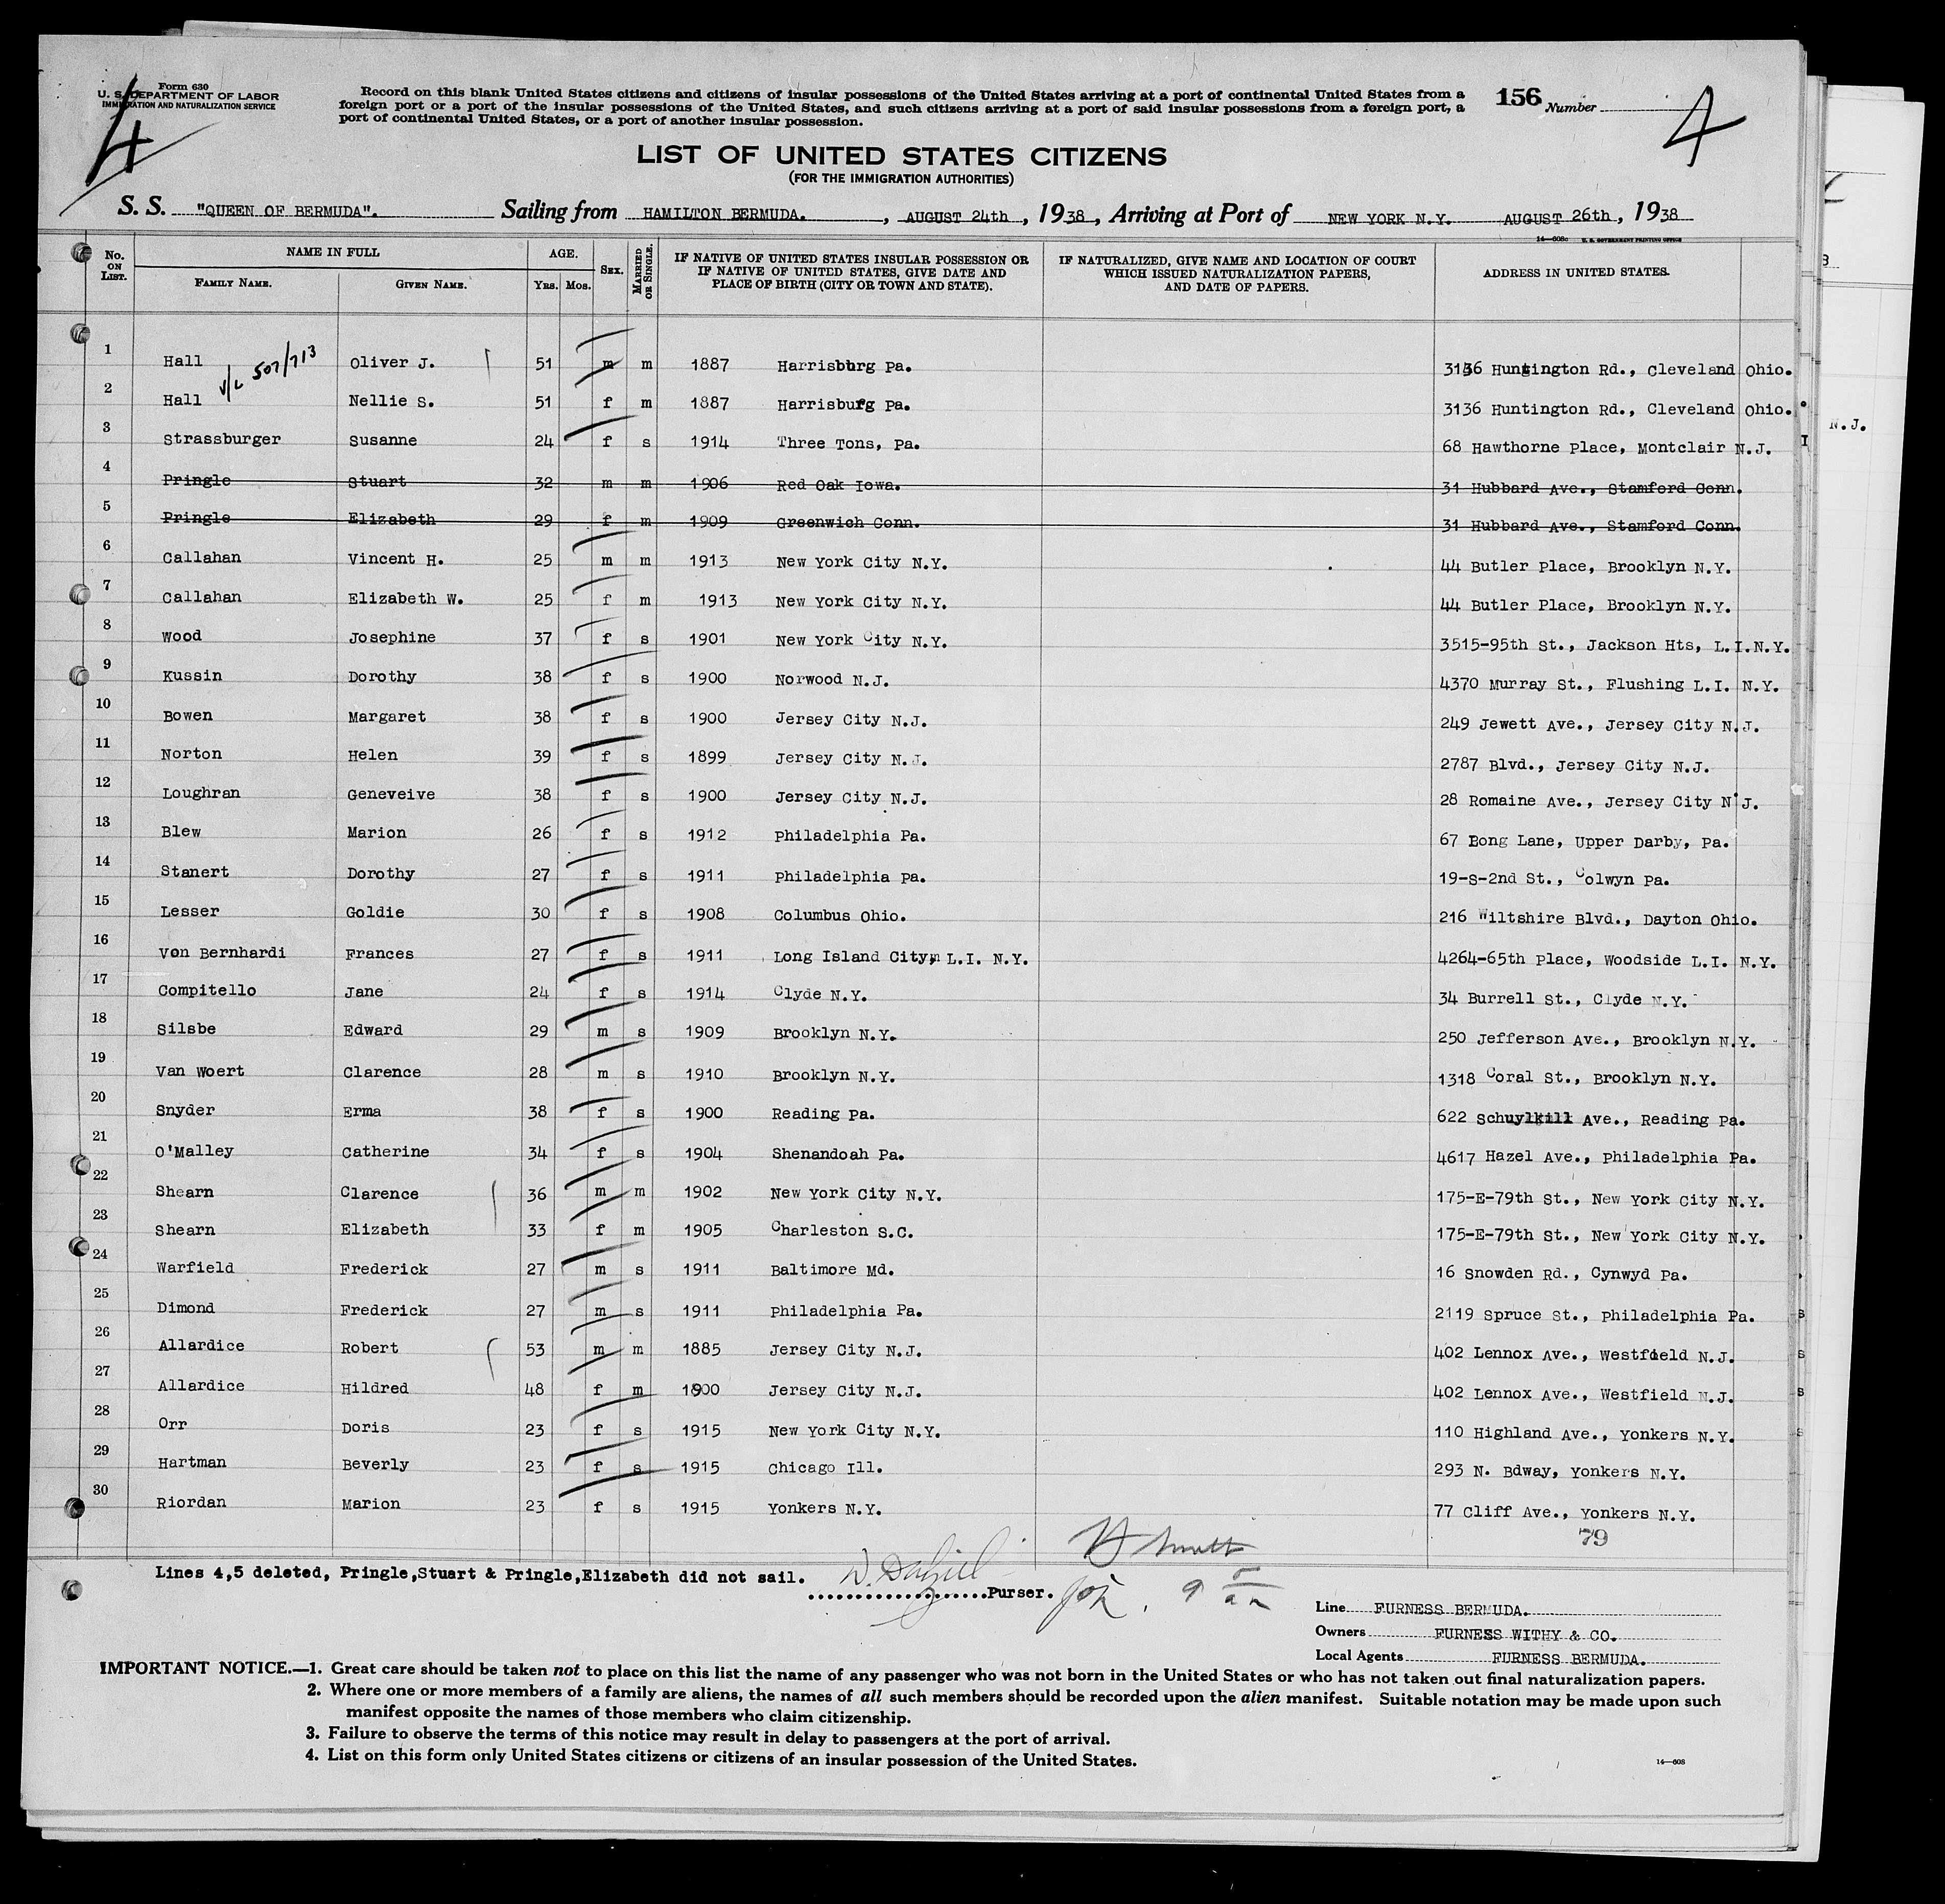 4
Form 630
U. S. DEPARTMENT OF LABOR
IMMIGRATION AND NATURALIZATION SERVICE
Record on this blank United States citizens and citizens of insular possessions of the United States arriving at a port of continental United States from a
foreign port or a port of the insular possessions of the United States, and such citizens arriving at a port of said insular possessions from a foreign port, a
port of continental United States, or a port of another insular possession.
156 Number
4
LIST OF UNITED STATES CITIZENS
(FOR THE IMMIGRATION AUTHORITIES)
S. S. "QUEEN OF BERMUDA". Sailing from HAMILTON BERMUDA. , AUGUST 24th , 1938 , Arriving at Port of NEW YORK N.Y. AUGUST 26th , 1938
14—608c U. S. GOVERNMENT PRINTING OFFICE
No. ON LIST. NAME IN FULL FAMILY NAME. GIVEN NAME. AGE. YRS. MOS. SEX. MARRIED OR SINGLE. IF NATIVE OF UNITED STATES INSULAR POSSESSION OR IF NATIVE OF UNITED STATES, GIVE DATE AND PLACE OF BIRTH (CITY OR TOWN AND STATE). IF NATURALIZED, GIVE NAME AND LOCATION OF COURT WHICH ISSUED NATURALIZATION PAPERS, AND DATE OF PAPERS. ADDRESS IN UNITED STATES.
1 Hall Oliver J. 51 m m 1887 Harrisburg Pa. 3136 Huntington Rd., Cleveland Ohio.
V/L 507/713
2 Hall Nellie S. 51 f m 1887 Harrisburg Pa. 3136 Huntington Rd., Cleveland Ohio.
3 Strassburger Susanne 24 f s 1914 Three Tons, Pa. 68 Hawthorne Place, Montclair N.J.
4 Pringle Stuart 32 m m 1906 Red Oak Iowa. 31 Hubbard Ave., Stamford Conn.
5 Pringle Elizabeth 29 f m 1909 Greenwich Conn. 31 Hubbard Ave., Stamford Conn.
6 Callahan Vincent H. 25 m m 1913 New York City N.Y. 44 Butler Place, Brooklyn N.Y.
7 Callahan Elizabeth W. 25 f m 1913 New York City N.Y. 44 Butler Place, Brooklyn N.Y.
8 Wood Josephine 37 f s 1901 New York City N.Y. 3515-95th St., Jackson Hts, L.I.N.Y.
9 Kussin Dorothy 38 f s 1900 Norwood N.J. 4370 Murray St., Flushing L.I. N.Y.
10 Bowen Margaret 38 f s 1900 Jersey City N.J. 249 Jewett Ave., Jersey City N.J.
11 Norton Helen 39 f s 1899 Jersey City N.J. 2787 Blvd., Jersey City N.J.
12 Loughran Geneveive 38 f s 1900 Jersey City N.J. 28 Romaine Ave., Jersey City N.J.
13 Blew Marion 26 f s 1912 Philadelphia Pa. 67 Bong Lane, Upper Darby, Pa.
14 Stanert Dorothy 27 f s 1911 Philadelphia Pa. 19-S-2nd St., Colwyn Pa.
15 Lesser Goldie 30 f s 1908 Columbus Ohio. 216 Wiltshire Blvd., Dayton Ohio.
16 Von Bernhardi Frances 27 f s 1911 Long Island City, L.I. N.Y. 4264-65th Place, Woodside L.I. N.Y.
17 Compitello Jane 24 f s 1914 Clyde N.Y. 34 Burrell St., Clyde N.Y.
18 Silsbe Edward 29 m s 1909 Brooklyn N.Y. 250 Jefferson Ave., Brooklyn N.Y.
19 Van Woert Clarence 28 m s 1910 Brooklyn N.Y. 1318 Coral St., Brooklyn N.Y.
20 Snyder Erma 38 f s 1900 Reading Pa. 622 Schuylkill Ave., Reading Pa.
21 O'Malley Catherine 34 f s 1904 Shenandoah Pa. 4617 Hazel Ave., Philadelphia Pa.
22 Shearn Clarence 36 m m 1902 New York City N.Y. 175-E-79th St., New York City N.Y.
23 Shearn Elizabeth 33 f m 1905 Charleston S.C. 175-E-79th St., New York City N.Y.
24 Warfield Frederick 27 m s 1911 Baltimore Md. 16 Snowden Rd., Cynwyd Pa.
25 Dimond Frederick 27 m s 1911 Philadelphia Pa. 2119 Spruce St., Philadelphia Pa.
26 Allardice Robert 53 m m 1885 Jersey City N.J. 402 Lennox Ave., Westfield N.J.
27 Allardice Hildred 48 f m 1900 Jersey City N.J. 402 Lennox Ave., Westfield N.J.
28 Orr Doris 23 f s 1915 New York City N.Y. 110 Highland Ave., Yonkers N.Y.
29 Hartman Beverly 23 f s 1915 Chicago Ill. 293 N. Bdway, Yonkers N.Y.
30 Riordan Marion 23 f s 1915 Yonkers N.Y. 77 Cliff Ave., Yonkers N.Y.
79
Lines 4,5 deleted, Pringle,Stuart & Pringle,Elizabeth did not sail. ....................Purser.
Line FURNESS BERMUDA.
Owners FURNESS WITHY & CO.
Local Agents FURNESS BERMUDA.
IMPORTANT NOTICE.—1. Great care should be taken not to place on this list the name of any passenger who was not born in the United States or who has not taken out final naturalization papers.
2. Where one or more members of a family are aliens, the names of all such members should be recorded upon the alien manifest. Suitable notation may be made upon such
manifest opposite the names of those members who claim citizenship.
3. Failure to observe the terms of this notice may result in delay to passengers at the port of arrival.
4. List on this form only United States citizens or citizens of an insular possession of the United States.
14—608
N.J.